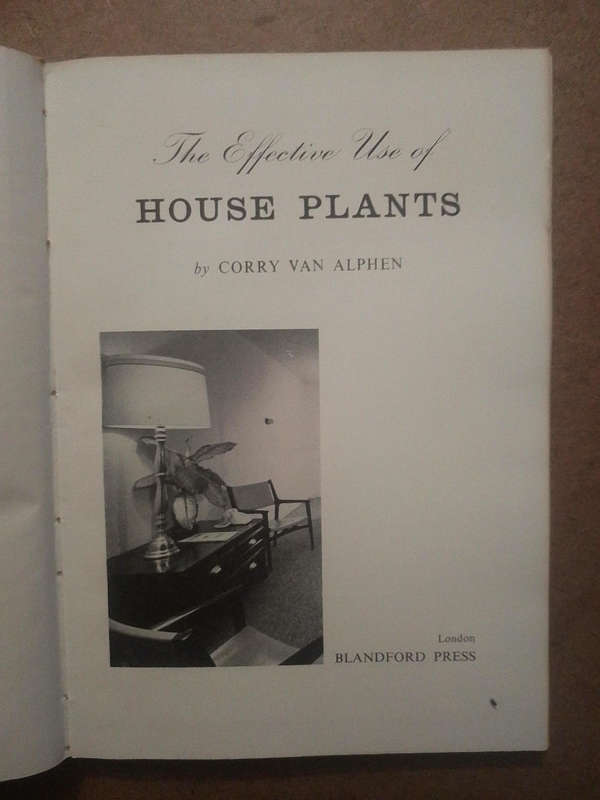 The Effective Use of
HOUSE PLANTS
by CORRY VAN ALPHEN
London
BLANDFORD PRESS